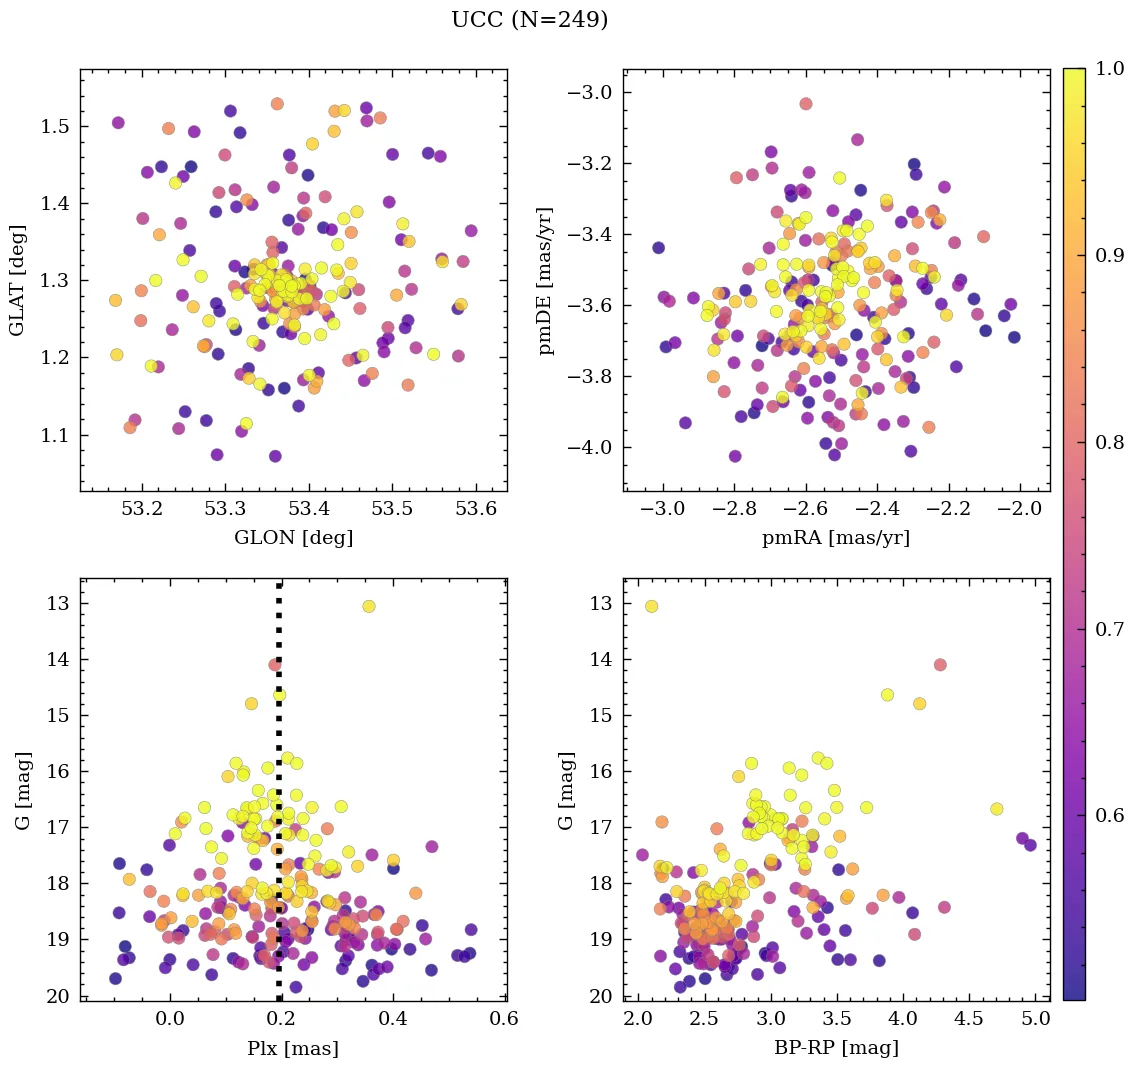 UCC (N=249)
1.5
1.4
1.3
1.2
1.1
GLAT [deg]
53.2 53.3 53.4 53.5 53.6
GLON [deg]
−3.0
−3.2
−3.4
−3.6
−3.8
−4.0
pmDE [mas/yr]
−3.0 −2.8 −2.6 −2.4 −2.2 −2.0
pmRA [mas/yr]
1.0
0.9
0.8
0.7
0.6
13
14
15
16
17
18
19
20
G [mag]
0.0 0.2 0.4 0.6
Plx [mas]
13
14
15
16
17
18
19
20
G [mag]
2.0 2.5 3.0 3.5 4.0 4.5 5.0
BP-RP [mag]